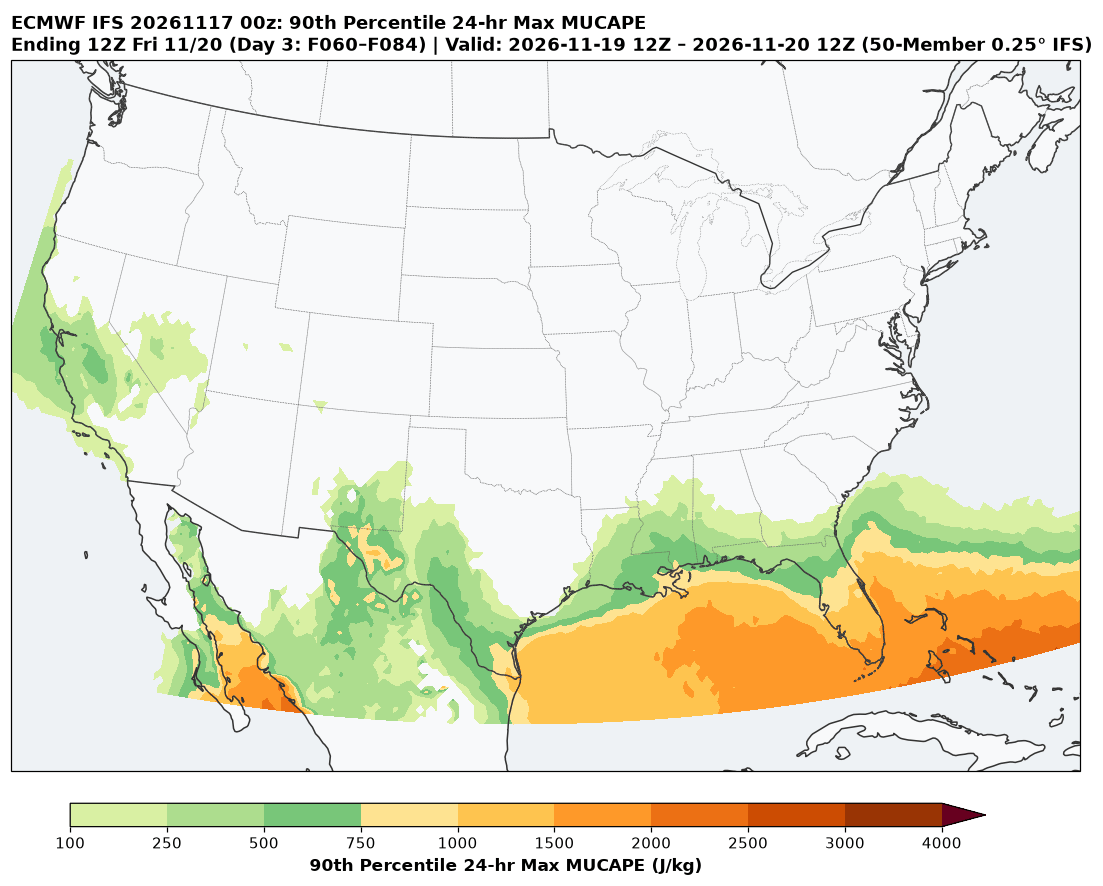 ECMWF IFS 20261117 00z: 90th Percentile 24-hr Max MUCAPE
Ending 12Z Fri 11/20 (Day 3: F060–F084) | Valid: 2026-11-19 12Z – 2026-11-20 12Z (50-Member 0.25° IFS)
100 250 500 750 1000 1500 2000 2500 3000 4000
90th Percentile 24-hr Max MUCAPE (J/kg)